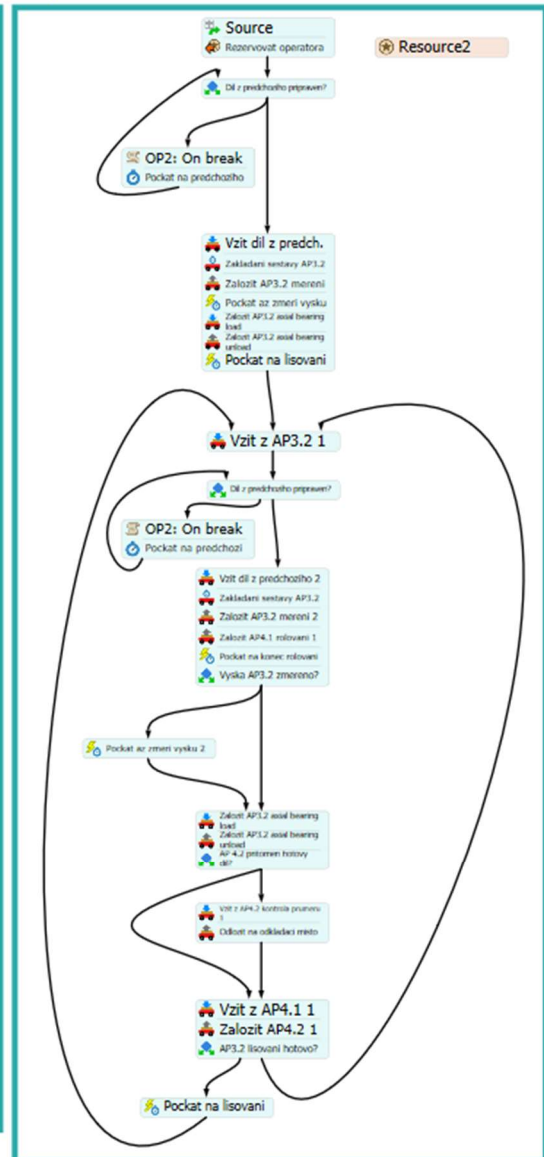 Source
Rezervovat operatora
Resource2
Dil z predchoziho pripraven?
OP2: On break
Pockat na predchoziho
Vzit dil z predch.
Zakladani sestavy AP3.2
Zalozit AP3.2 mereni
Pockat az zmeri vysku
Zalozit AP3.2 axial bearing
load
Zalozit AP3.2 axial bearing
unload
Pockat na lisovani
Vzit z AP3.2 1
Dil z predchoziho pripraven?
OP2: On break
Pockat na predchozi
Vzit dil z predchoziho 2
Zakladani sestavy AP3.2
Zalozit AP3.2 mereni 2
Zalozit AP4.1 rolovani 1
Pockat na konec rolovani
Vyska AP3.2 zmereno?
Pockat az zmeri vysku 2
Zalozit AP3.2 axial bearing
load
Zalozit AP3.2 axial bearing
unload
AP 4.2 pritomen hotovy
dil?
Vzit z AP4.2 kontrola prumeru
1
Odlozit na odkladaci misto
Vzit z AP4.1 1
Zalozit AP4.2 1
AP3.2 lisovani hotovo?
Pockat na lisovani